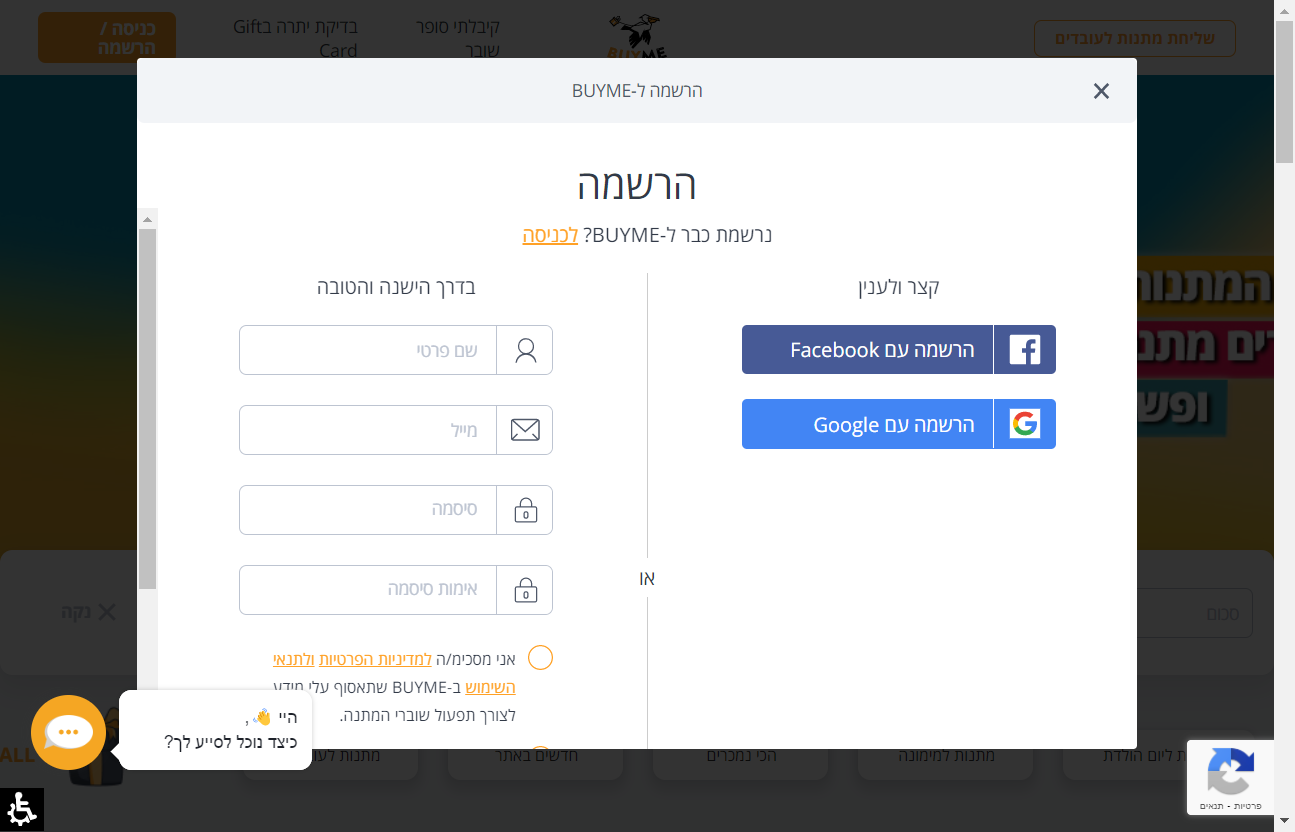 שליחת מתנות לעובדים
BUYME
קיבלתי סופר
שובר
בדיקת יתרה בGift
Card
כניסה /
הרשמה
הרשמה ל-BUYME
הרשמה
נרשמת כבר ל-BUYME? לכניסה
קצר ולענין
הרשמה עם Facebook
הרשמה עם Google
או
בדרך הישנה והטובה
שם פרטי
מייל
סיסמה
אימות סיסמה
אני מסכימ/ה למדיניות הפרטיות ולתנאי
השימוש ב-BUYME שתאסוף עלי מידע
לצורך תפעול שוברי המתנה.
המתנות
ופש
סכום
נקה
ליום הולדת
מתנות למימונה
הכי נמכרים
חדשים באתר
מתנות
ALL
היי 👋,
כיצד נוכל לסייע לך?
פרטיות - תנאים